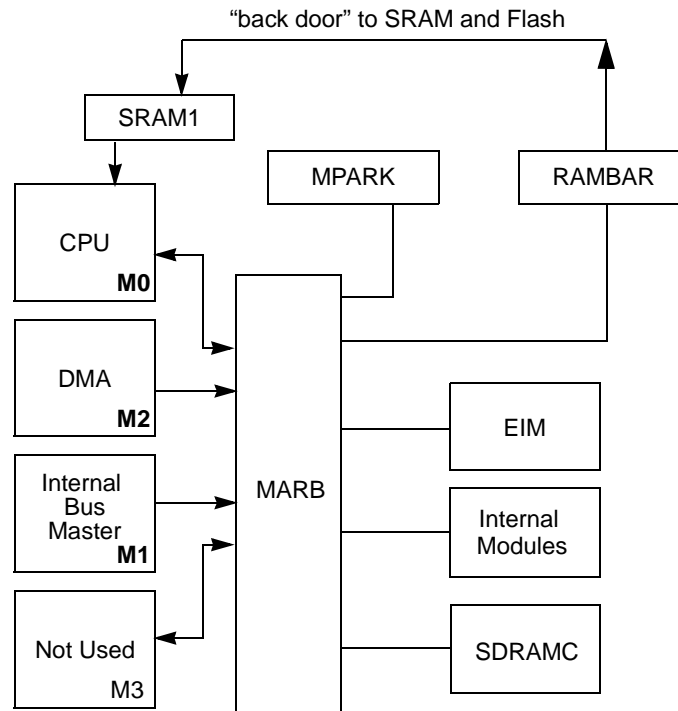 “back door” to SRAM and Flash
SRAM1
MPARK
RAMBAR
CPU
M0
DMA
M2
EIM
MARB
Internal
Bus
Master
M1
Internal
Modules
Not Used
M3
SDRAMC